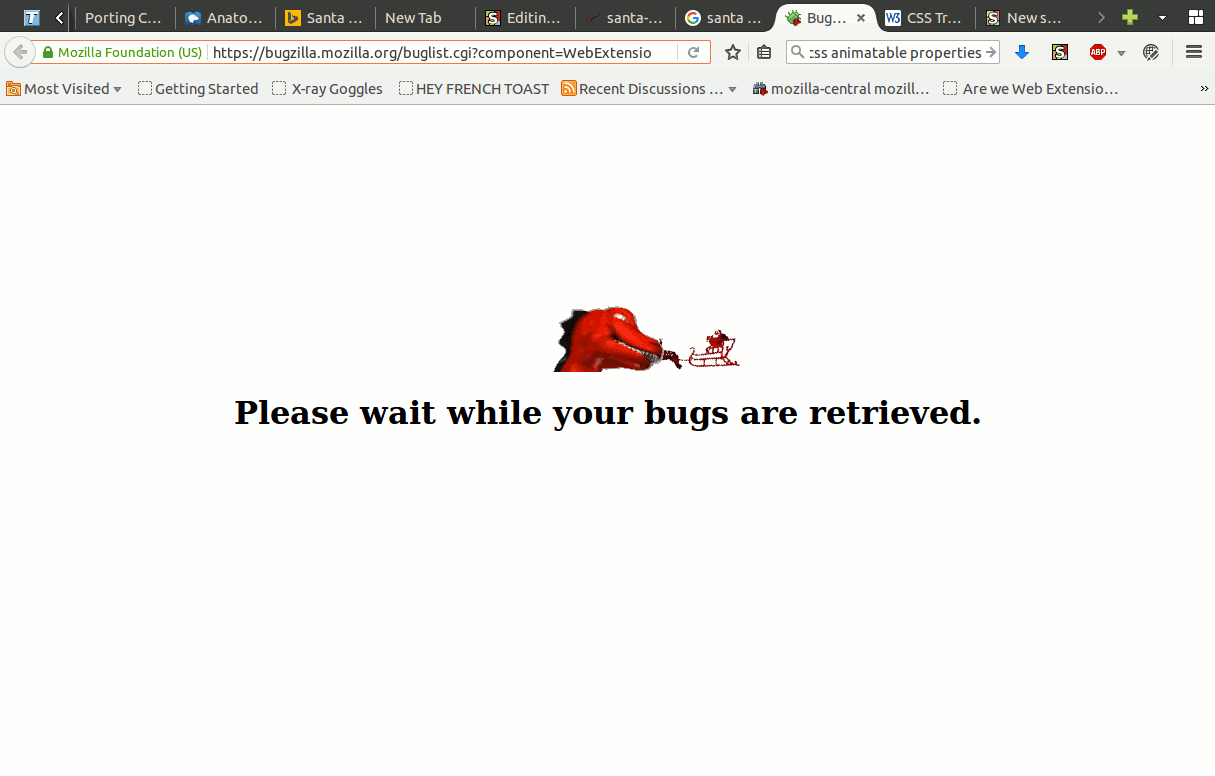 Porting C... Anato... Santa ... New Tab Editin... santa-... santa ... Bug... CSS Tr... New s...
Mozilla Foundation (US) https://bugzilla.mozilla.org/buglist.cgi?component=WebExtensio :ss animatable properties ABP
Most Visited Getting Started X-ray Goggles HEY FRENCH TOAST Recent Discussions ... mozilla-central mozill... Are we Web Extensio...
Please wait while your bugs are retrieved.